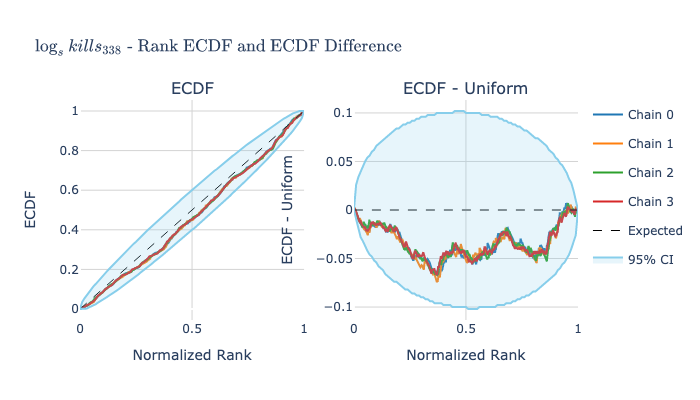 log_s kills_338 - Rank ECDF and ECDF Difference
ECDF
ECDF - Uniform
ECDF
1
0.8
0.6
0.4
0.2
0
0
0.5
1
Normalized Rank
ECDF - Uniform
0.1
0.05
0
−0.05
−0.1
0
0.5
1
Normalized Rank
Chain 0
Chain 1
Chain 2
Chain 3
Expected
95% CI